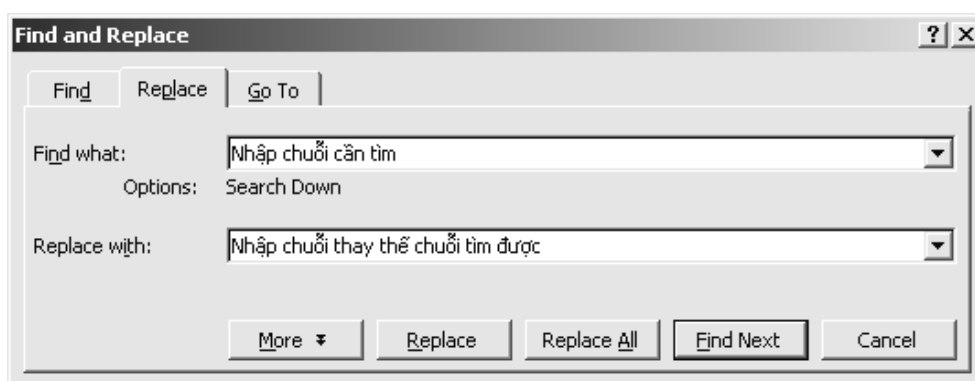 Find and Replace
Find Replace Go To
Find what: Nhập chuỗi cần tìm
Options: Search Down
Replace with: Nhập chuỗi thay thế chuỗi tìm được
More Replace Replace All Find Next Cancel